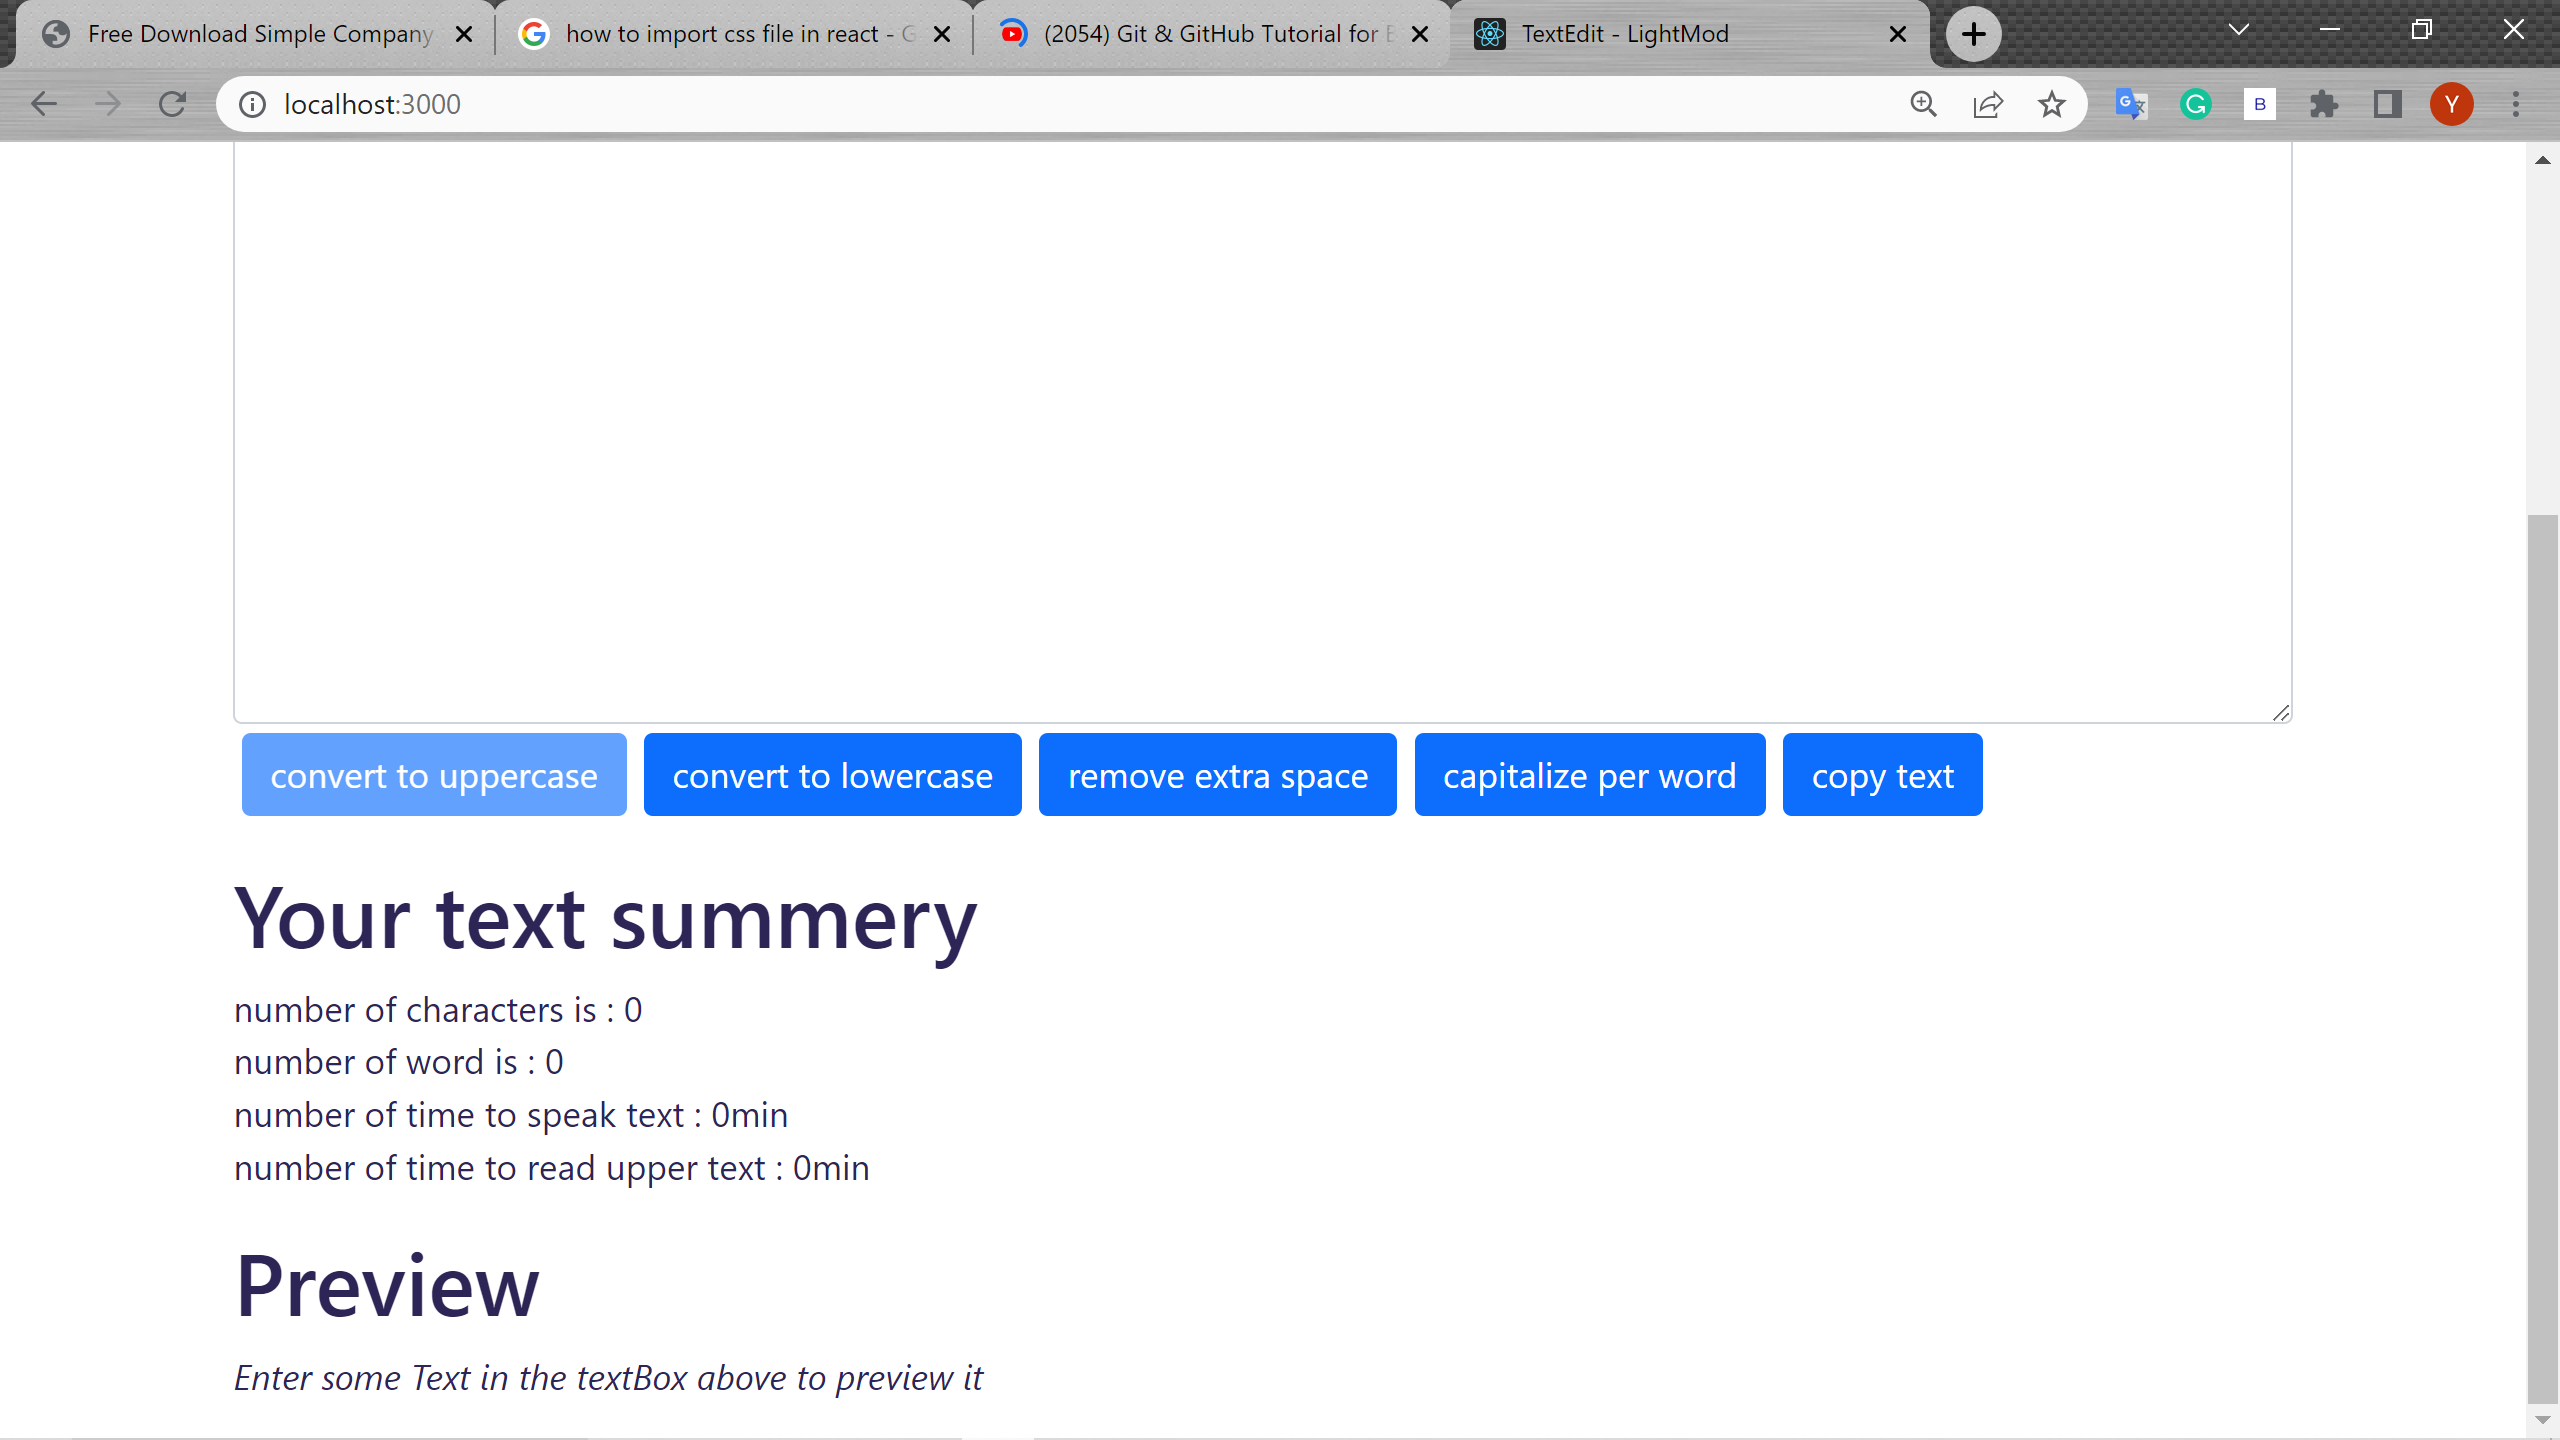 Free Download Simple Company
how to import css file in react - G
(2054) Git & GitHub Tutorial for B
TextEdit - LightMod
localhost:3000
B
Y
convert to uppercase
convert to lowercase
remove extra space
capitalize per word
copy text
Your text summery
number of characters is : 0
number of word is : 0
number of time to speak text : 0min
number of time to read upper text : 0min
Preview
Enter some Text in the textBox above to preview it